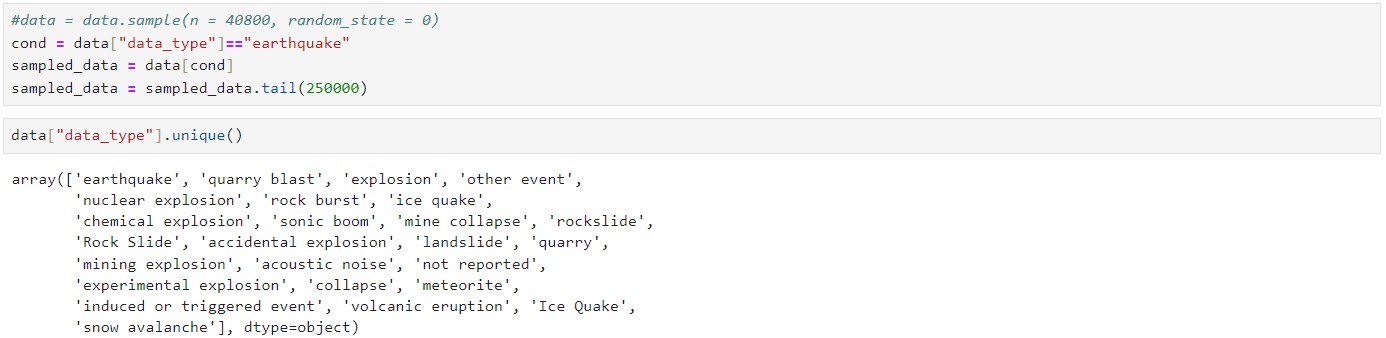 #data = data.sample(n = 40800, random_state = 0)
cond = data["data_type"]=="earthquake"
sampled_data = data[cond]
sampled_data = sampled_data.tail(250000)
data["data_type"].unique()
array(['earthquake', 'quarry blast', 'explosion', 'other event',
       'nuclear explosion', 'rock burst', 'ice quake',
       'chemical explosion', 'sonic boom', 'mine collapse', 'rockslide',
       'Rock Slide', 'accidental explosion', 'landslide', 'quarry',
       'mining explosion', 'acoustic noise', 'not reported',
       'experimental explosion', 'collapse', 'meteorite',
       'induced or triggered event', 'volcanic eruption', 'Ice Quake',
       'snow avalanche'], dtype=object)